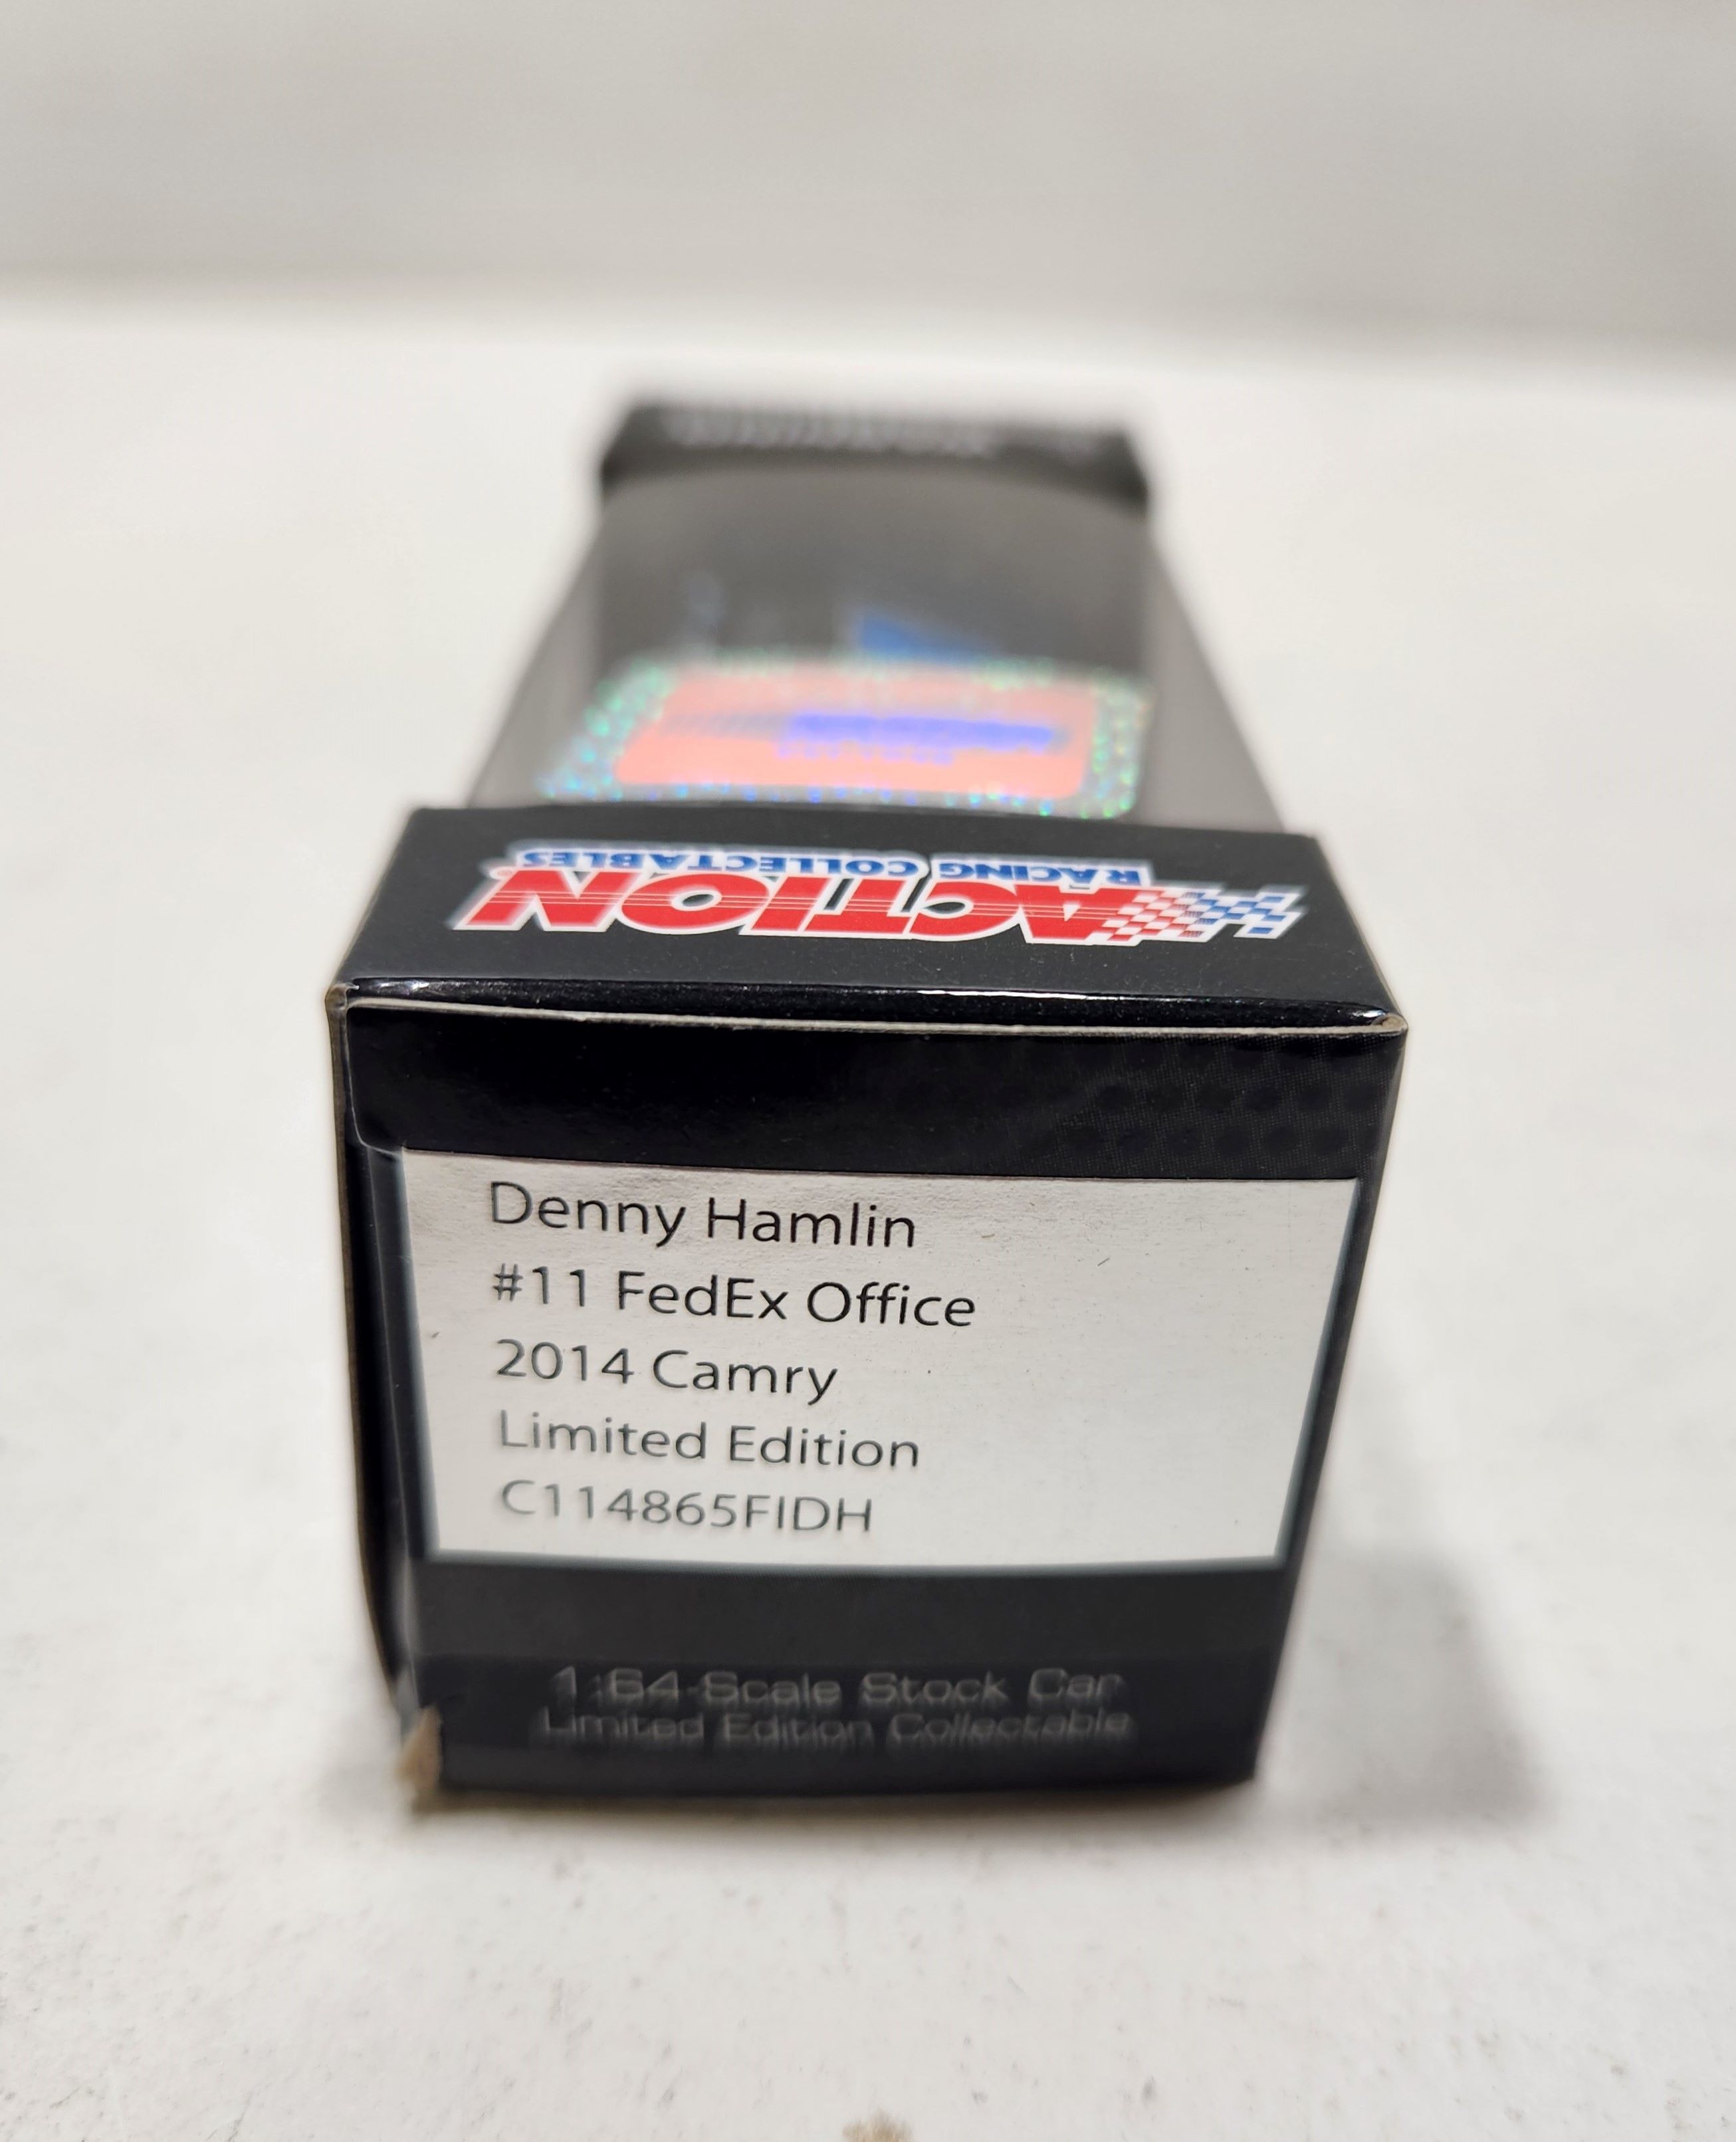 ACTION
RACING COLLECTABLES
Denny Hamlin
#11 FedEx Office
2014 Camry
Limited Edition
C114865FIDH
1:64-Scale Stock Car
Limited Edition Collectable